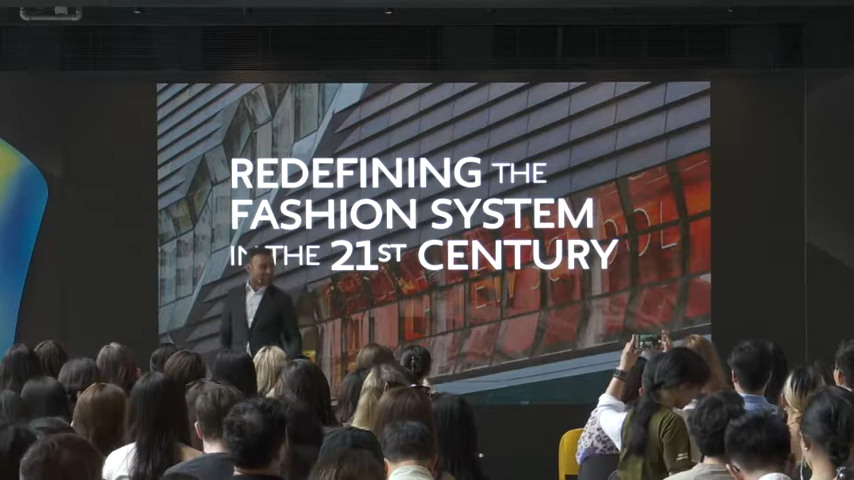 REDEFINING THE
FASHION SYSTEM
IN THE 21ST CENTURY